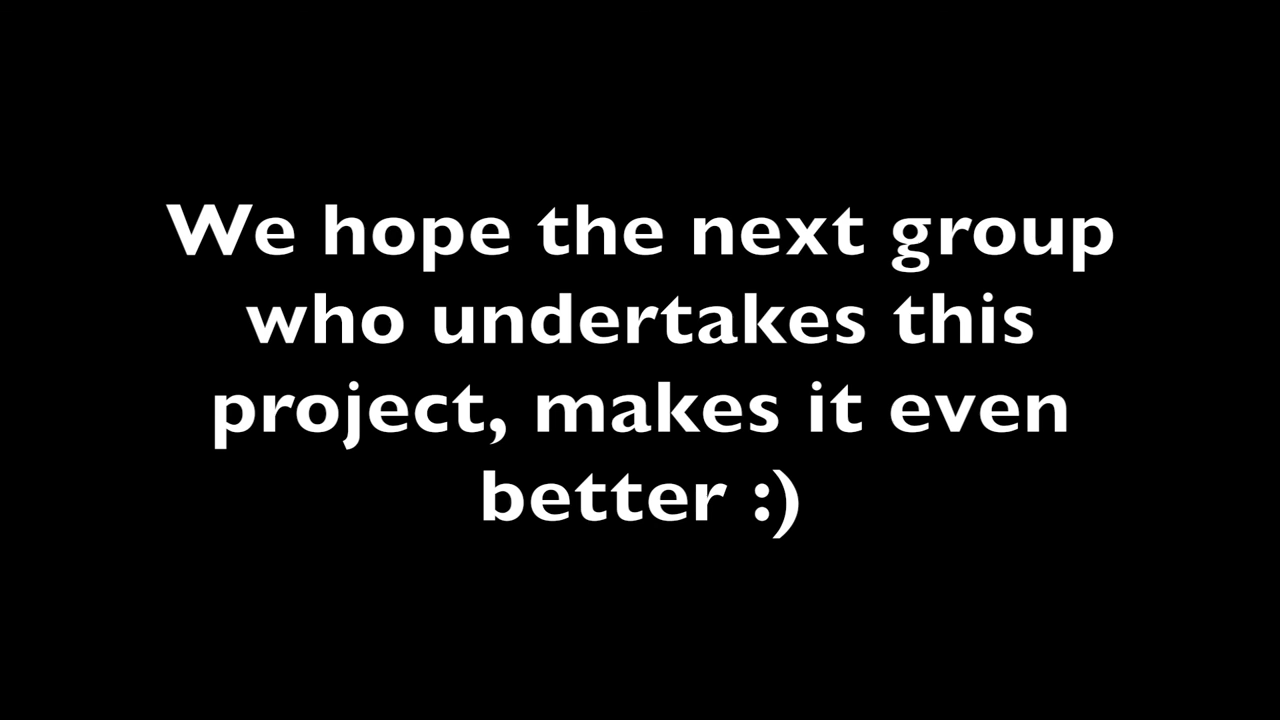 We hope the next group
who undertakes this
project, makes it even
better :)